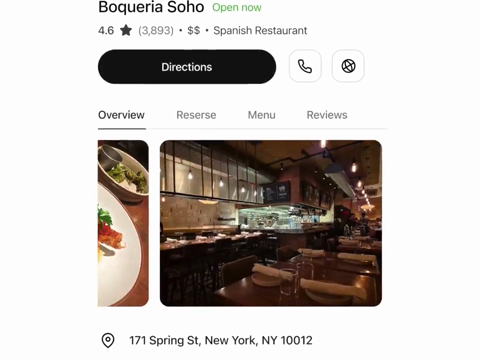 Boqueria Soho Open now
4.6 (3,893) • $$ • Spanish Restaurant
Directions
Overview Reserse Menu Reviews
171 Spring St, New York, NY 10012